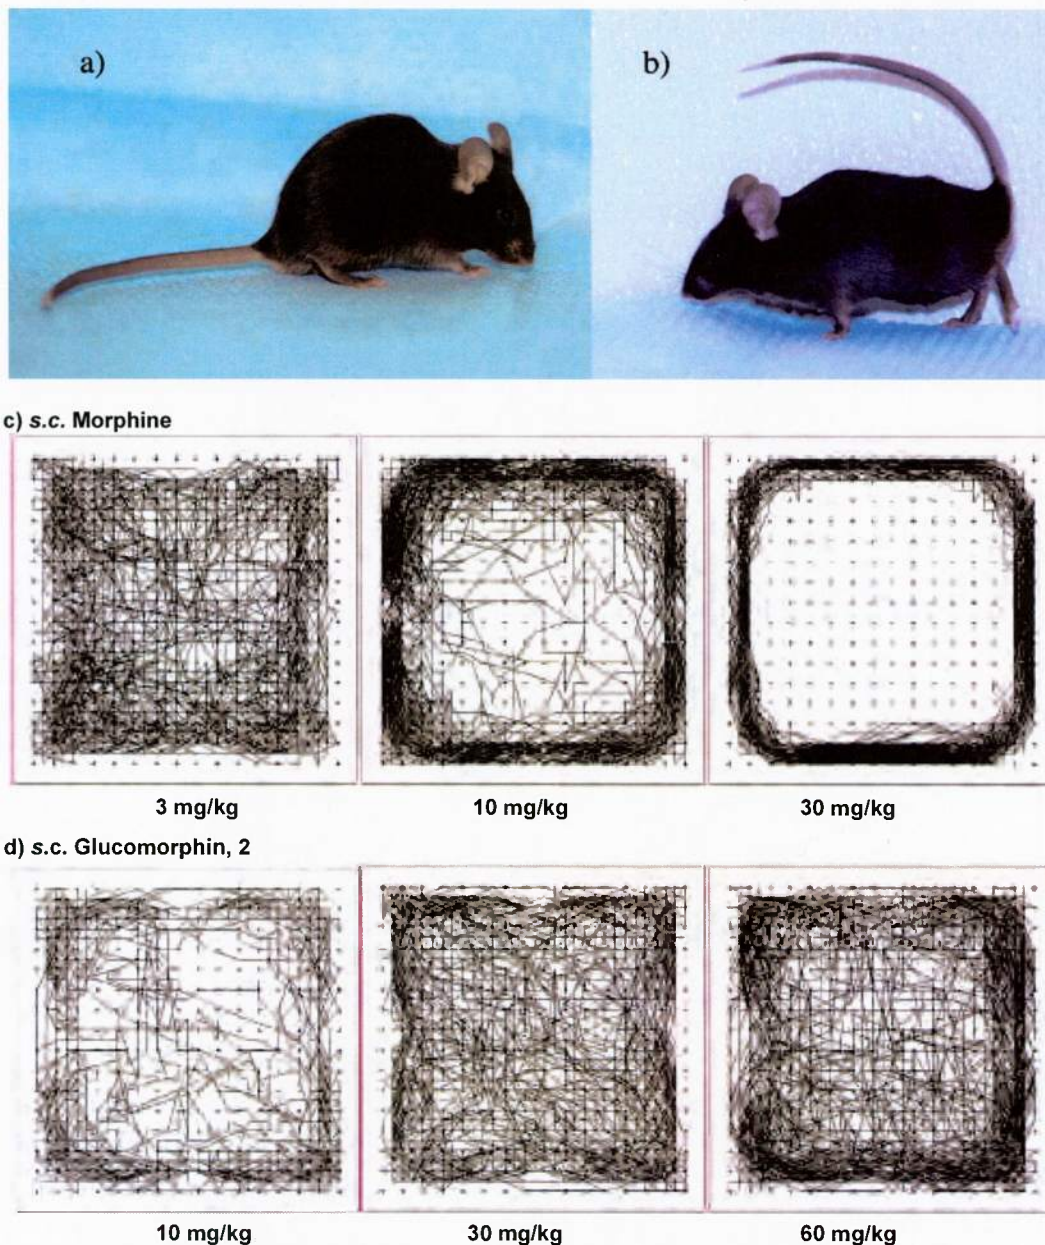 a)
b)
c) s.c. Morphine
3 mg/kg
10 mg/kg
30 mg/kg
d) s.c. Glucomorphin, 2
10 mg/kg
30 mg/kg
60 mg/kg